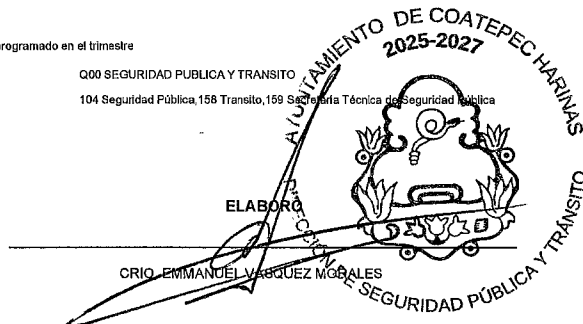 programado en el trimestre
Q00 SEGURIDAD PUBLICA Y TRANSITO
104 Seguridad Pública,158 Transito,159 Secretaria Técnica de Seguridad Pública
AYUNTAMIENTO DE COATEPEC HARINAS
2025-2027
DIRECCIÓN DE SEGURIDAD PÚBLICA Y TRÁNSITO
ELABORÓ
CRIO. EMMANUEL VASQUEZ MORALES